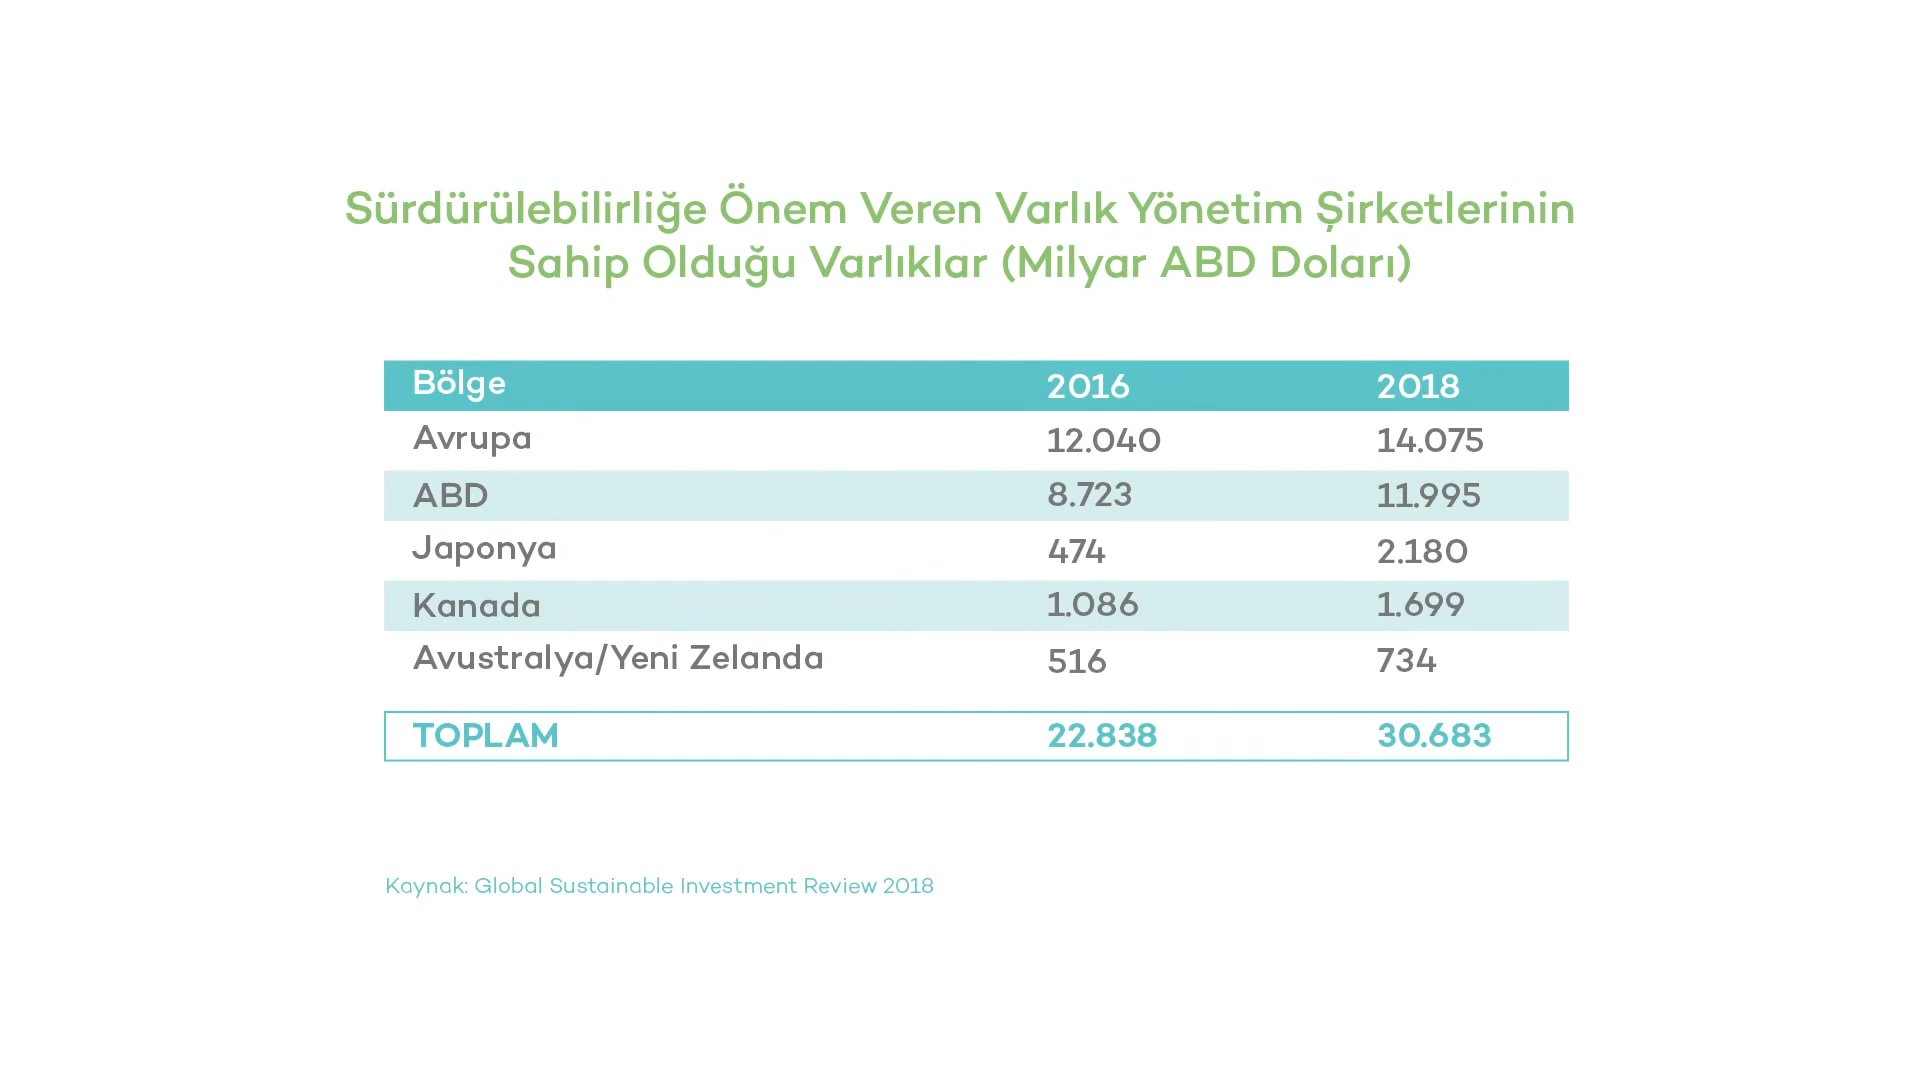 Sürdürülebilirliğe Önem Veren Varlık Yönetim Şirketlerinin
Sahip Olduğu Varlıklar (Milyar ABD Doları)
Bölge 2016 2018
Avrupa 12.040 14.075
ABD 8.723 11.995
Japonya 474 2.180
Kanada 1.086 1.699
Avustralya/Yeni Zelanda 516 734
TOPLAM 22.838 30.683
Kaynak: Global Sustainable Investment Review 2018